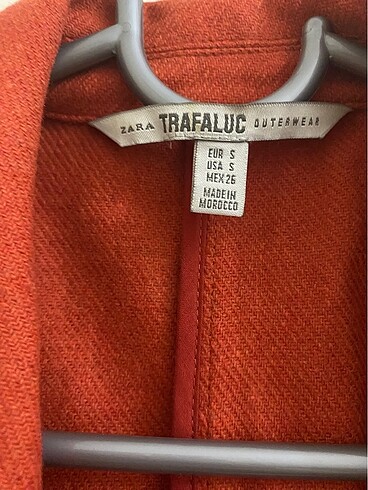 ZARA TRAFALUC OUTERWEAR
EUR S
USA S
MEX 26
MADE IN
MOROCCO